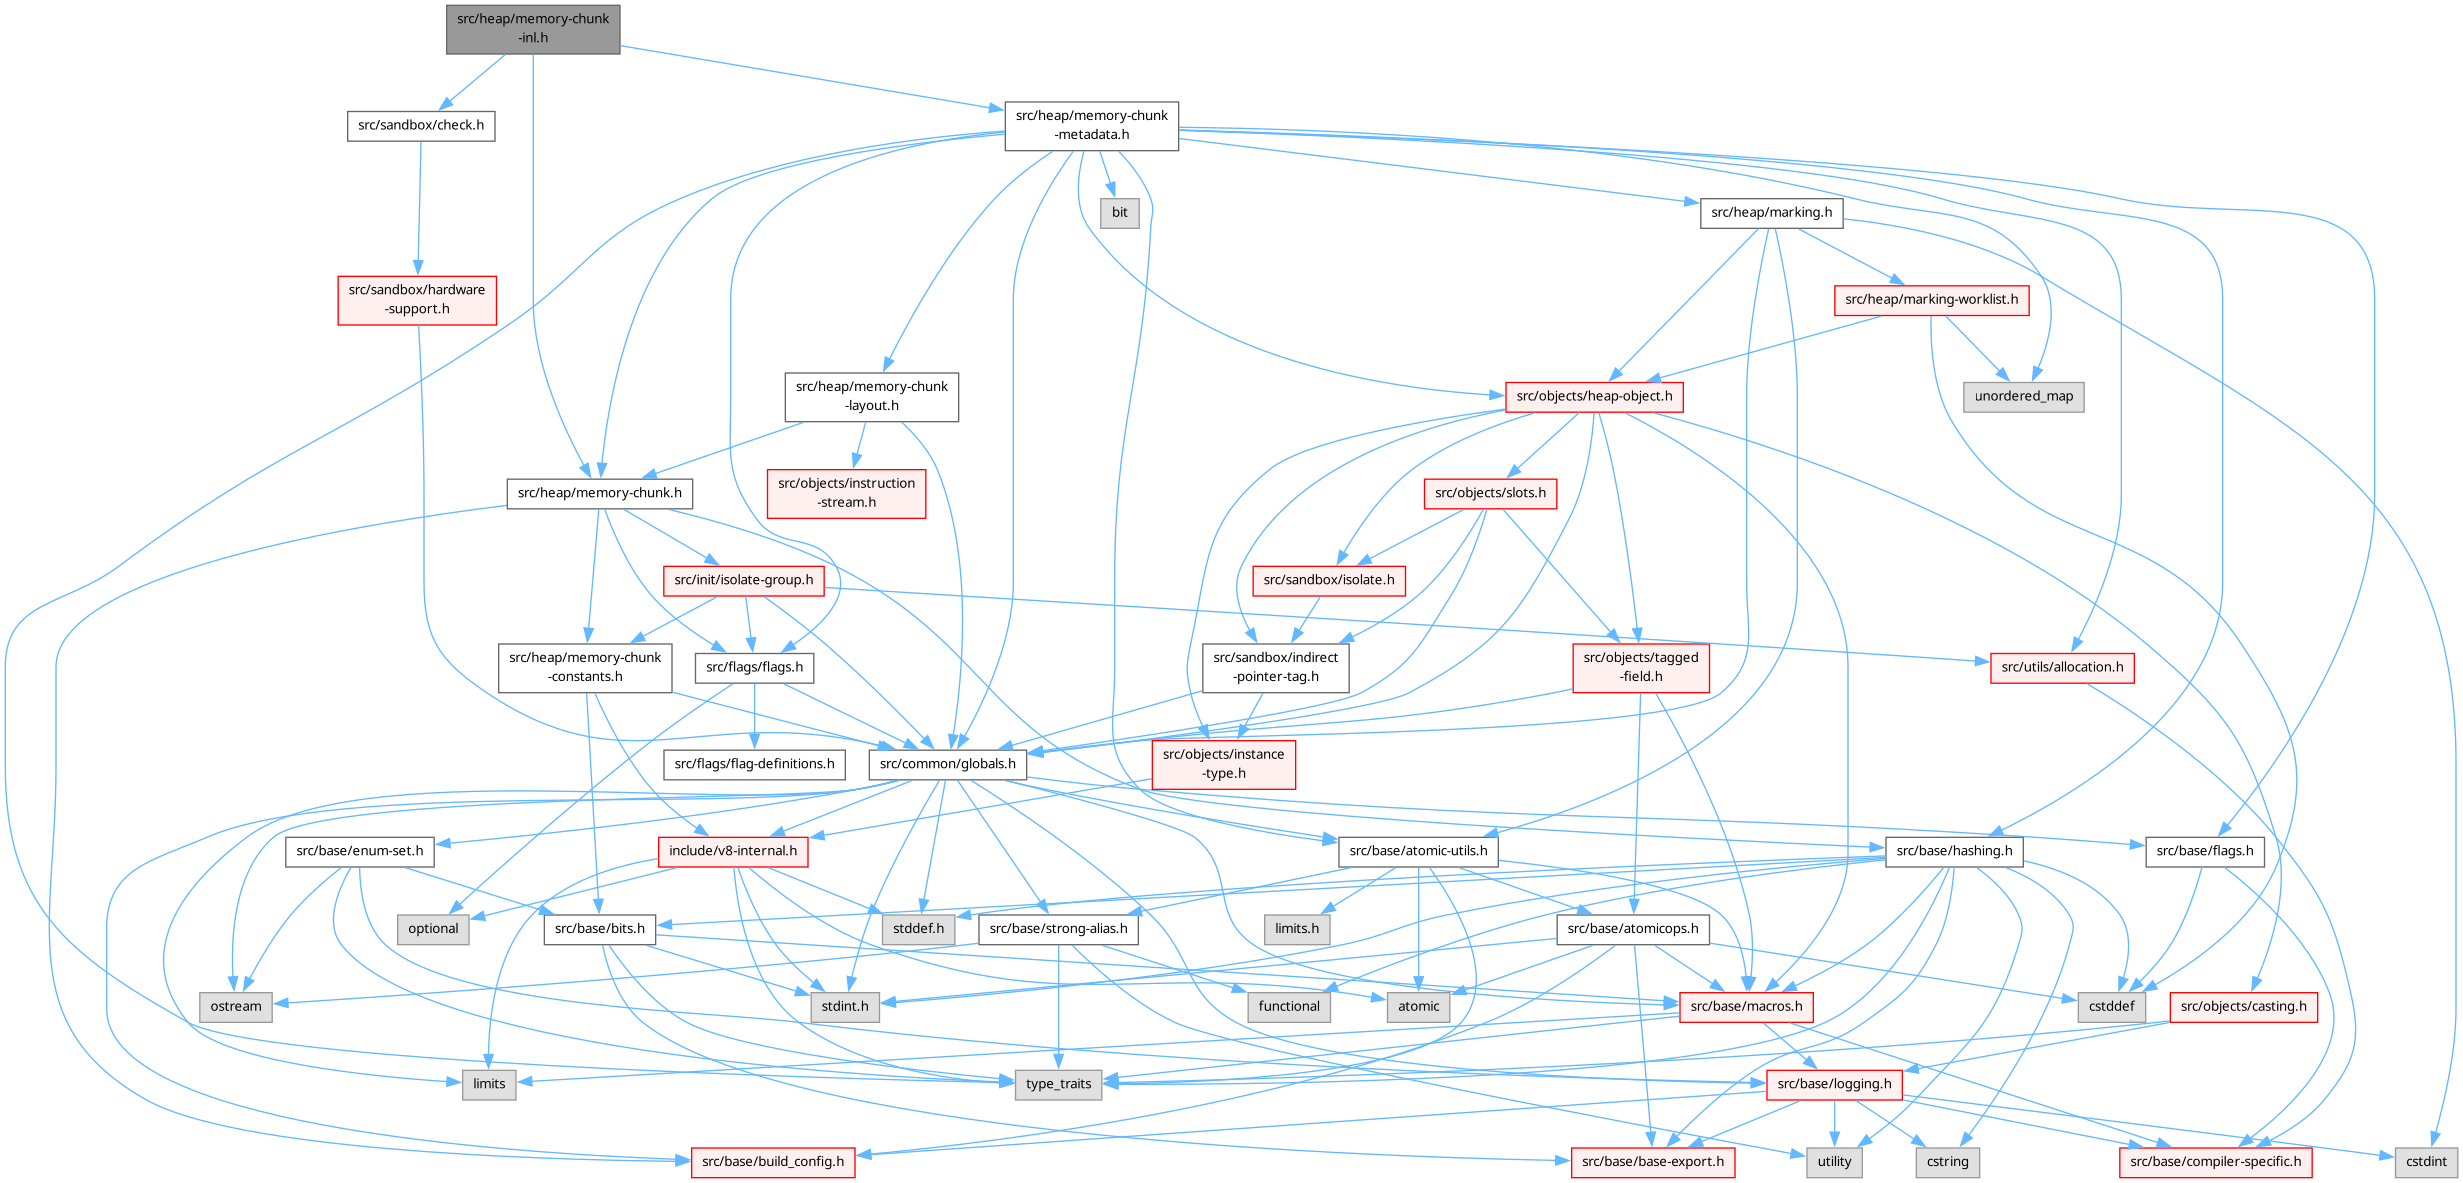 src/heap/memory-chunk
-inl.h
src/sandbox/check.h
src/heap/memory-chunk
-metadata.h
bit
src/heap/marking.h
src/sandbox/hardware
-support.h
src/heap/marking-worklist.h
src/heap/memory-chunk
-layout.h
src/objects/heap-object.h
unordered_map
src/heap/memory-chunk.h
src/objects/instruction
-stream.h
src/objects/slots.h
src/init/isolate-group.h
src/sandbox/isolate.h
src/heap/memory-chunk
-constants.h
src/flags/flags.h
src/sandbox/indirect
-pointer-tag.h
src/objects/tagged
-field.h
src/utils/allocation.h
src/flags/flag-definitions.h
src/common/globals.h
src/objects/instance
-type.h
src/base/enum-set.h
include/v8-internal.h
src/base/atomic-utils.h
src/base/hashing.h
src/base/flags.h
optional
src/base/bits.h
stddef.h
src/base/strong-alias.h
limits.h
src/base/atomicops.h
ostream
stdint.h
functional
atomic
src/base/macros.h
cstddef
src/objects/casting.h
limits
type_traits
src/base/logging.h
src/base/build_config.h
src/base/base-export.h
utility
cstring
src/base/compiler-specific.h
cstdint